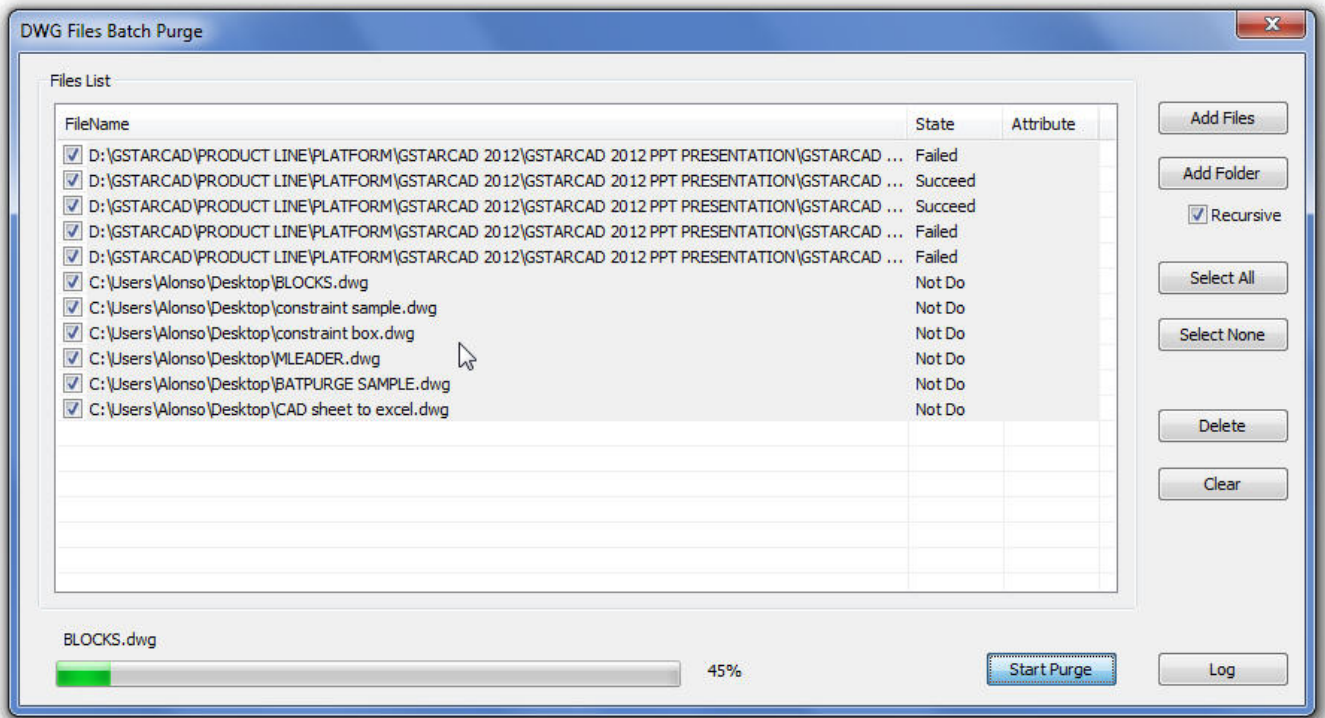 DWG Files Batch Purge
Files List
FileName State Attribute
D:\GSTARCAD\PRODUCT LINE\PLATFORM\GSTARCAD 2012\GSTARCAD 2012 PPT PRESENTATION\GSTARCAD ... Failed
D:\GSTARCAD\PRODUCT LINE\PLATFORM\GSTARCAD 2012\GSTARCAD 2012 PPT PRESENTATION\GSTARCAD ... Succeed
D:\GSTARCAD\PRODUCT LINE\PLATFORM\GSTARCAD 2012\GSTARCAD 2012 PPT PRESENTATION\GSTARCAD ... Succeed
D:\GSTARCAD\PRODUCT LINE\PLATFORM\GSTARCAD 2012\GSTARCAD 2012 PPT PRESENTATION\GSTARCAD ... Failed
D:\GSTARCAD\PRODUCT LINE\PLATFORM\GSTARCAD 2012\GSTARCAD 2012 PPT PRESENTATION\GSTARCAD ... Failed
C:\Users\Alonso\Desktop\BLOCKS.dwg Not Do
C:\Users\Alonso\Desktop\constraint sample.dwg Not Do
C:\Users\Alonso\Desktop\constraint box.dwg Not Do
C:\Users\Alonso\Desktop\MLEADER.dwg Not Do
C:\Users\Alonso\Desktop\BATPURGE SAMPLE.dwg Not Do
C:\Users\Alonso\Desktop\CAD sheet to excel.dwg Not Do
Add Files
Add Folder
Recursive
Select All
Select None
Delete
Clear
BLOCKS.dwg
45%
Start Purge
Log